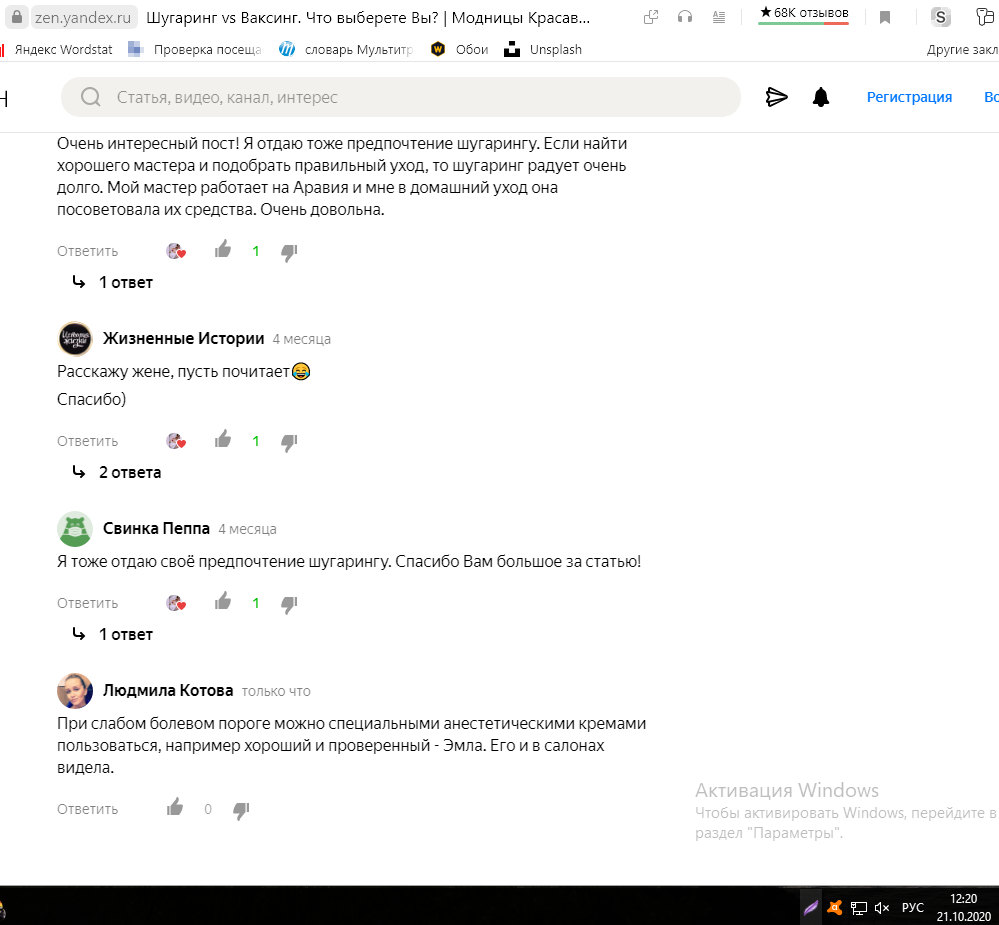 zen.yandex.ru Шугаринг vs Ваксинг. Что выберете Вы? | Модницы Красав... ★68K отзывов S
Яндекс Wordstat Проверка посеща словарь Мультитр W Обои Unsplash Другие закл
Статья, видео, канал, интерес Регистрация Вс
Очень интересный пост! Я отдаю тоже предпочтение шугарингу. Если найти
хорошего мастера и подобрать правильный уход, то шугаринг радует очень
долго. Мой мастер работает на Аравия и мне в домашний уход она
посоветовала их средства. Очень довольна.
Ответить 1
1 ответ
Жизненные Истории 4 месяца
Расскажу жене, пусть почитает😂
Спасибо)
Ответить 1
2 ответа
Свинка Пеппа 4 месяца
Я тоже отдаю своё предпочтение шугарингу. Спасибо Вам большое за статью!
Ответить 1
1 ответ
Людмила Котова только что
При слабом болевом пороге можно специальными анестетическими кремами
пользоваться, например хороший и проверенный - Эмла. Его и в салонах
видела.
Ответить 0
Активация Windows
Чтобы активировать Windows, перейдите в
раздел "Параметры".
РУС 12:20
21.10.2020